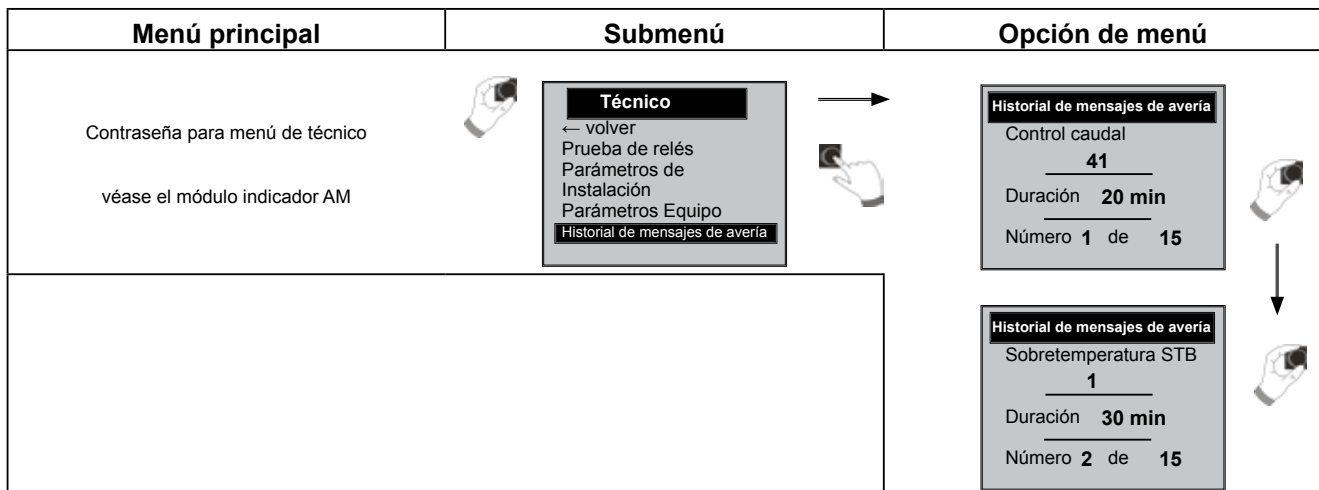 Menú principal
Submenú
Opción de menú
Contraseña para menú de técnico
véase el módulo indicador AM
Técnico
← volver
Prueba de relés
Parámetros de
Instalación
Parámetros Equipo
Historial de mensajes de avería
Historial de mensajes de avería
Control caudal
41
Duración 20 min
Número 1 de 15
Historial de mensajes de avería
Sobretemperatura STB
1
Duración 30 min
Número 2 de 15